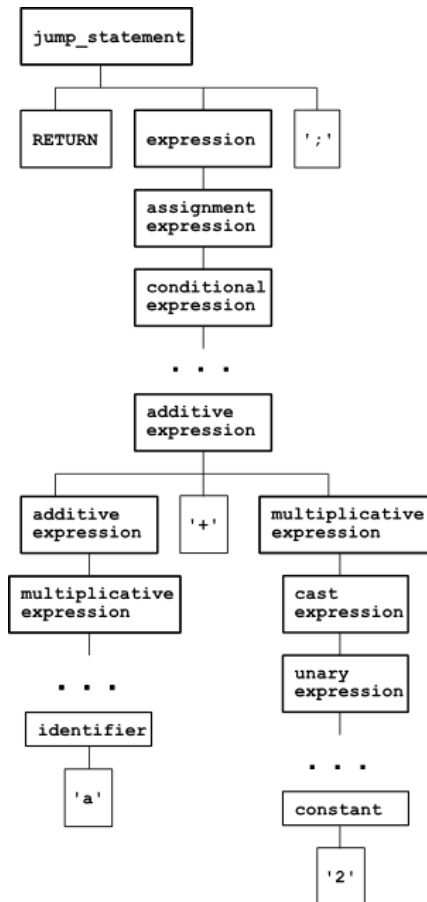 jump_statement
RETURN
expression
';'
assignment
expression
conditional
expression
. . .
additive
expression
additive
expression
'+'
multiplicative
expression
multiplicative
expression
cast
expression
. . .
unary
expression
identifier
. . .
'a'
constant
'2'